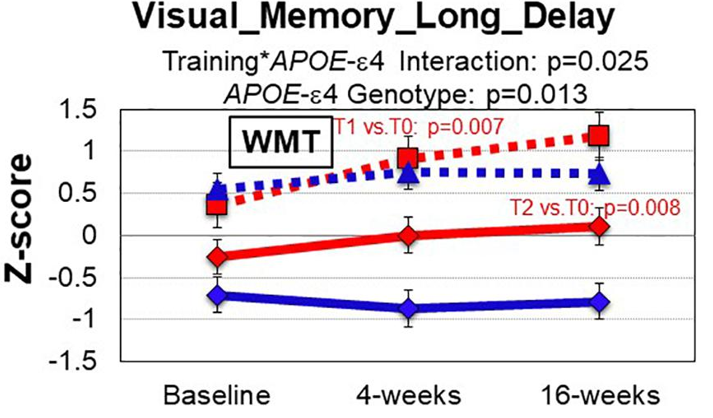 Visual_Memory_Long_Delay
Training*APOE-ε4 Interaction: p=0.025
APOE-ε4 Genotype: p=0.013
Z-score
1.5
1
0.5
0
-0.5
-1
-1.5
WMT
T1 vs.T0: p=0.007
T2 vs.T0: p=0.008
Baseline 4-weeks 16-weeks